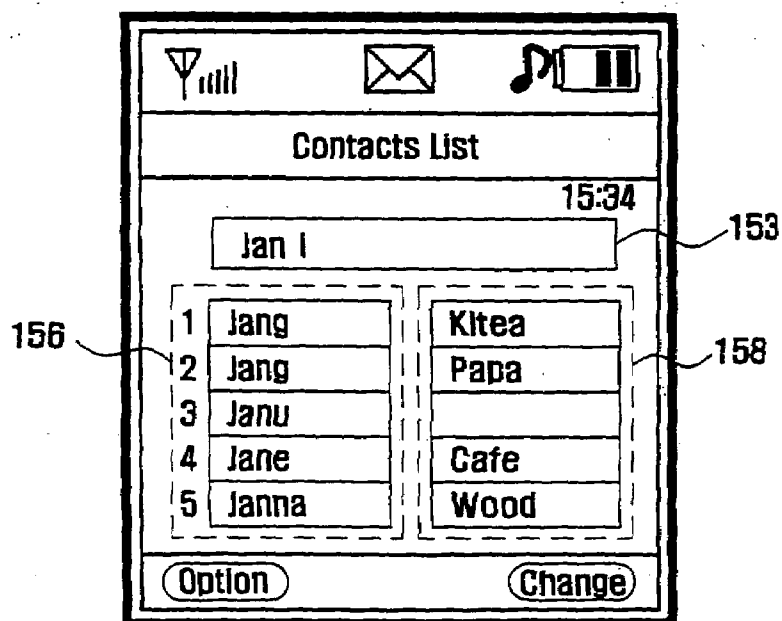 Contacts List
15:34
Jan I
153
1 Jang Kitea
156
2 Jang Papa
158
3 Janu
4 Jane Cafe
5 Janna Wood
Option Change